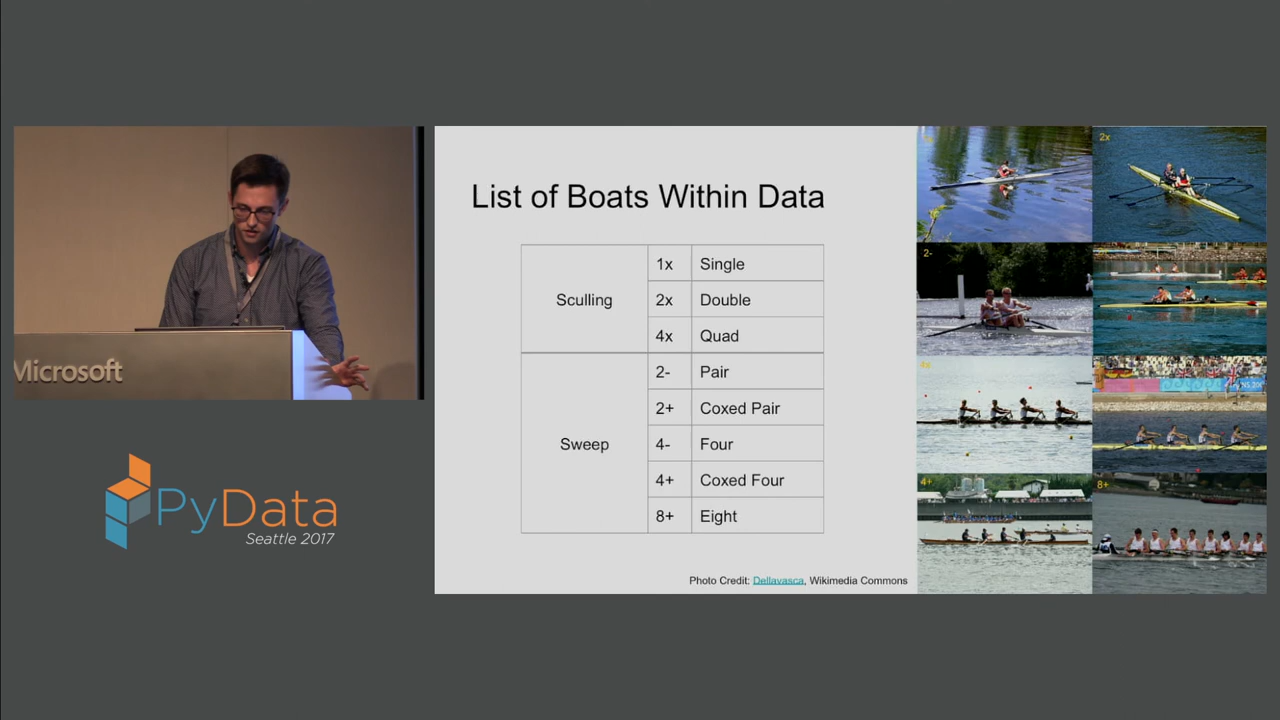 Microsoft
PyData
Seattle 2017
List of Boats Within Data
Sculling
1x Single
2x Double
4x Quad
Sweep
2- Pair
2+ Coxed Pair
4- Four
4+ Coxed Four
8+ Eight
Photo Credit: Dellavasca, Wikimedia Commons
2x
2-
4+
8+